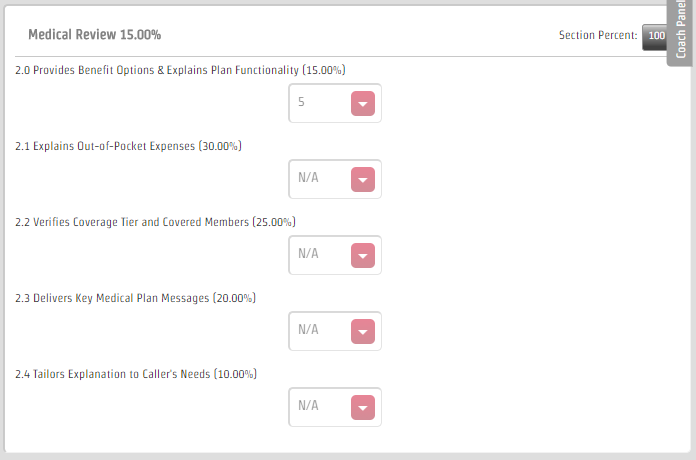 Medical Review 15.00%
Section Percent: 100
Coach Panel
2.0 Provides Benefit Options & Explains Plan Functionality (15.00%)
5
2.1 Explains Out-of-Pocket Expenses (30.00%)
N/A
2.2 Verifies Coverage Tier and Covered Members (25.00%)
N/A
2.3 Delivers Key Medical Plan Messages (20.00%)
N/A
2.4 Tailors Explanation to Caller's Needs (10.00%)
N/A